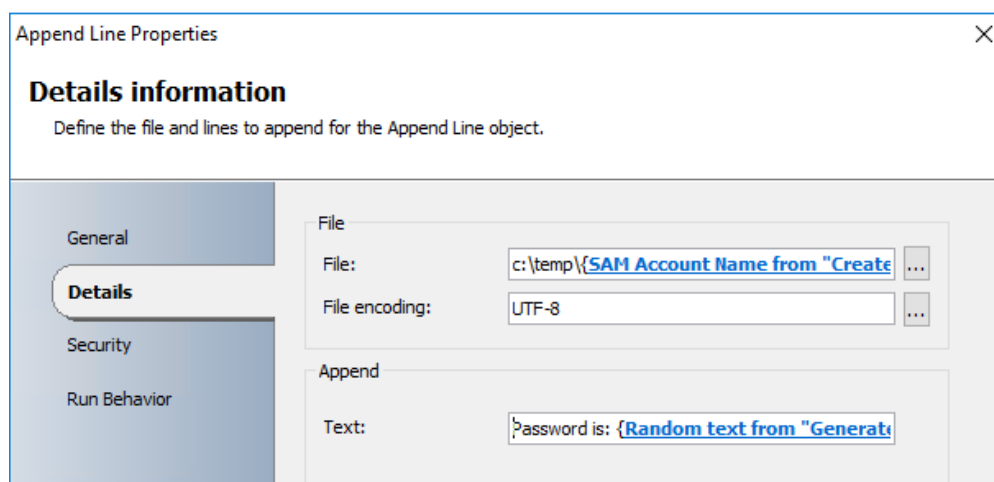 Append Line Properties
Details information
Define the file and lines to append for the Append Line object.
General
Details
Security
Run Behavior
File
File: c:\temp\{SAM Account Name from "Create ...
File encoding: UTF-8 ...
Append
Text: Password is: {Random text from "Generate